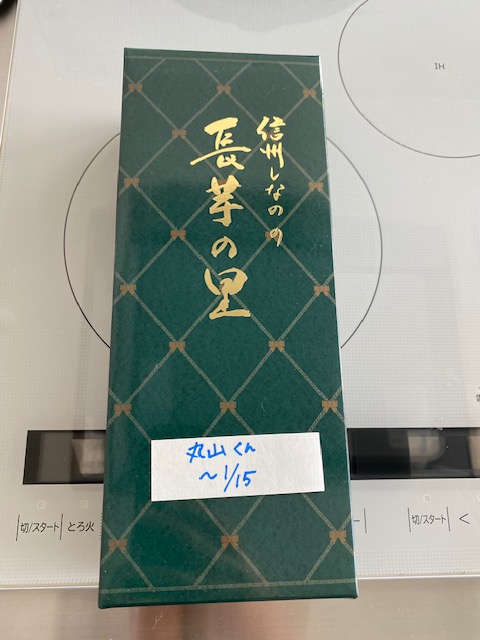 信州しなのの
長芋の里
丸山くん
～1/15
IH
切/スタート
とろ火
切/スタート
<